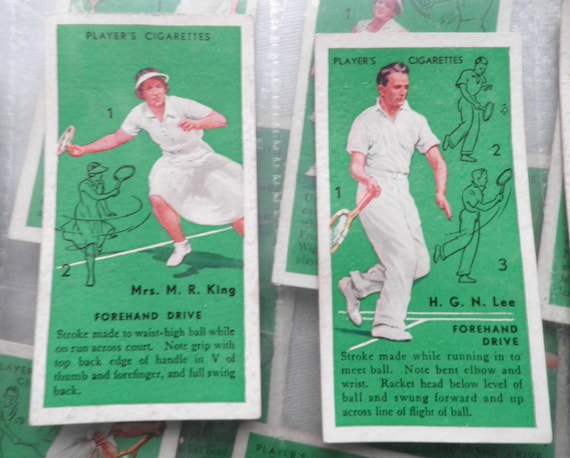 PLAYER'S CIGARETTES
1
2
Mrs. M. R. King
FOREHAND DRIVE
Stroke made to waist-high ball while
on run across court. Note grip with
top back edge of handle in V of
thumb and forefinger, and full swing
back.
PLAYER'S CIGARETTES
1
2
3
H. G. N. Lee
FOREHAND
DRIVE
Stroke made while running in to
meet ball. Note bent elbow and
wrist. Racket head below level of
ball and swung forward and up
across line of flight of ball.
1
PLAYER'S